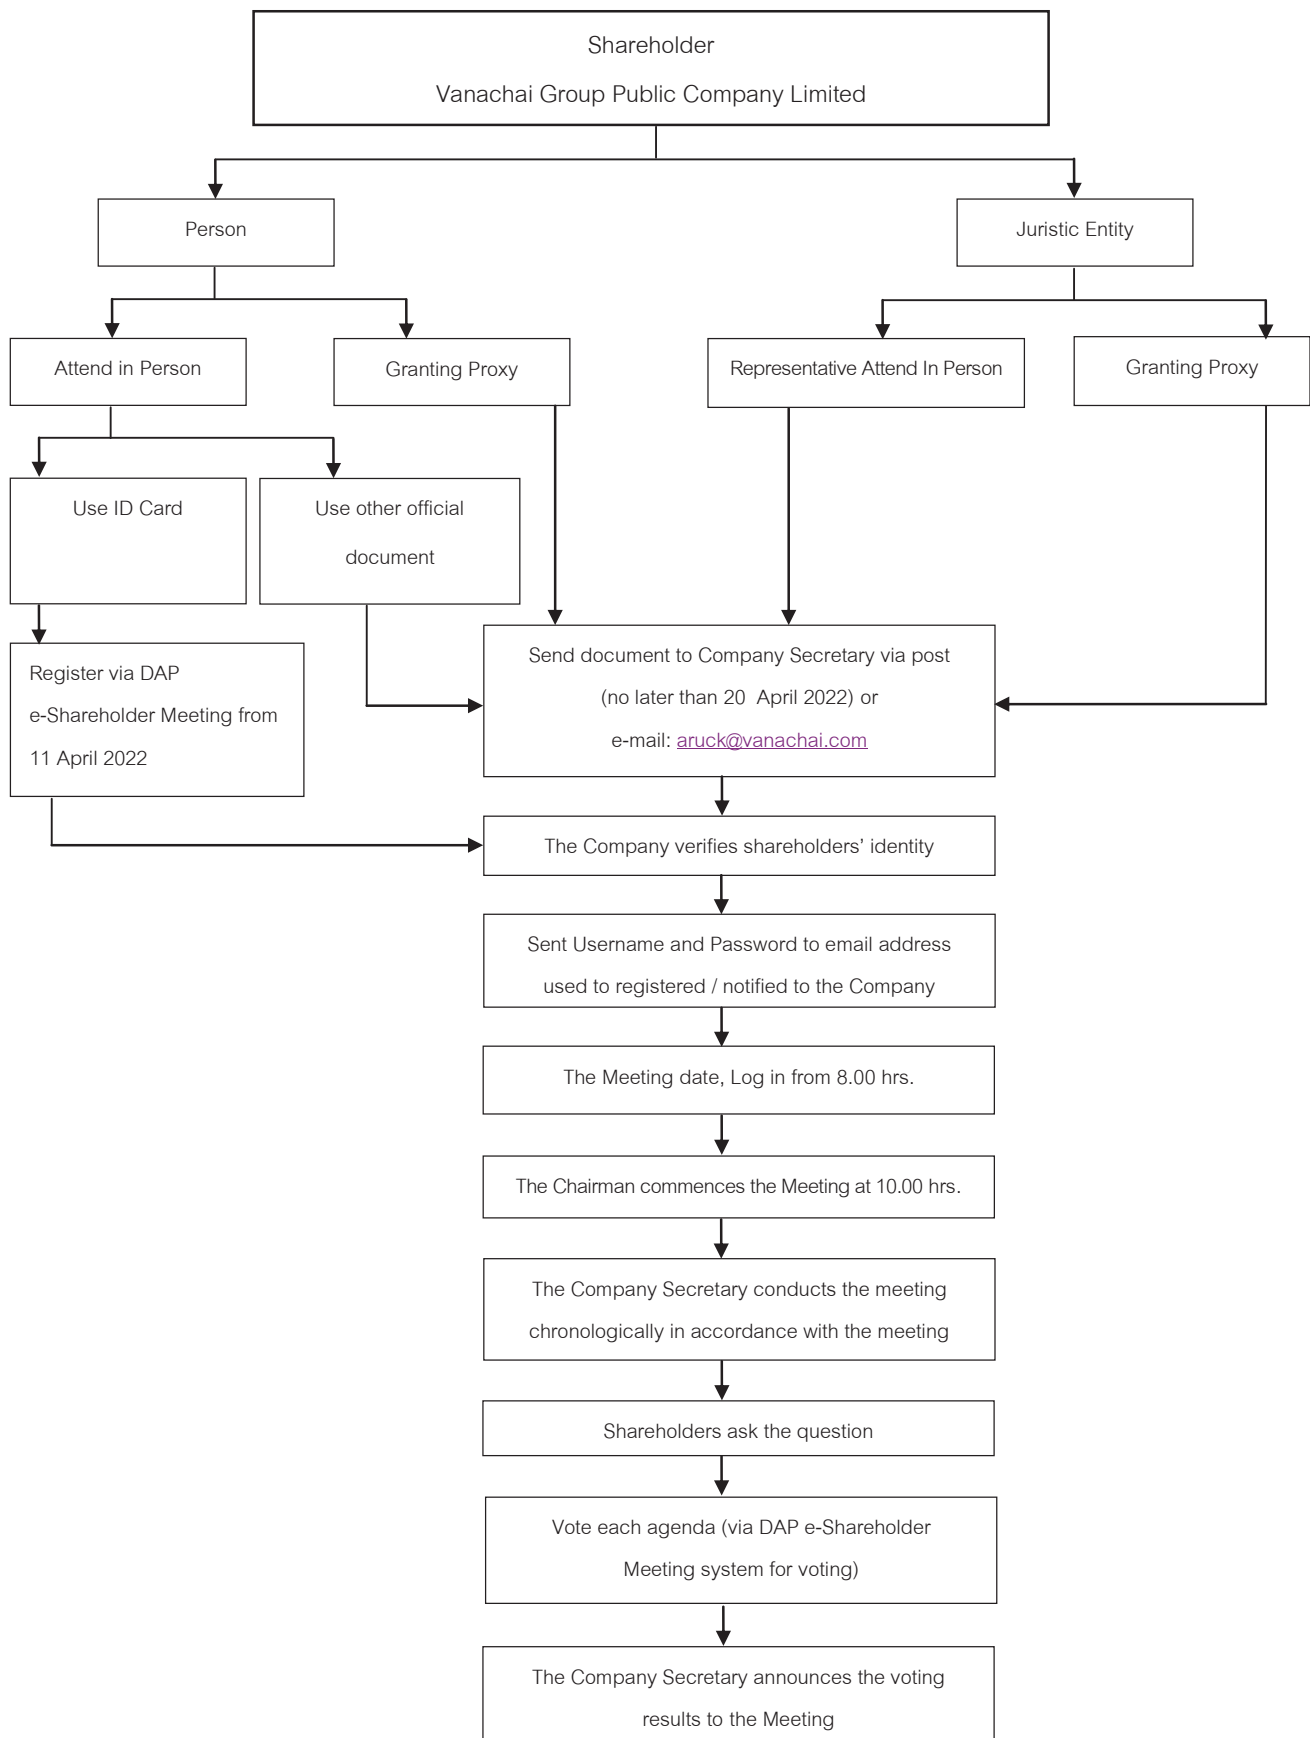 Shareholder
Vanachai Group Public Company Limited
Person
Juristic Entity
Attend in Person
Granting Proxy
Representative Attend In Person
Granting Proxy
Use ID Card
Use other official
document
Register via DAP
e-Shareholder Meeting from
11 April 2022
Send document to Company Secretary via post
(no later than 20 April 2022) or
e-mail: aruck@vanachai.com
The Company verifies shareholders’ identity
Sent Username and Password to email address
used to registered / notified to the Company
The Meeting date, Log in from 8.00 hrs.
The Chairman commences the Meeting at 10.00 hrs.
The Company Secretary conducts the meeting
chronologically in accordance with the meeting
Shareholders ask the question
Vote each agenda (via DAP e-Shareholder
Meeting system for voting)
The Company Secretary announces the voting
results to the Meeting